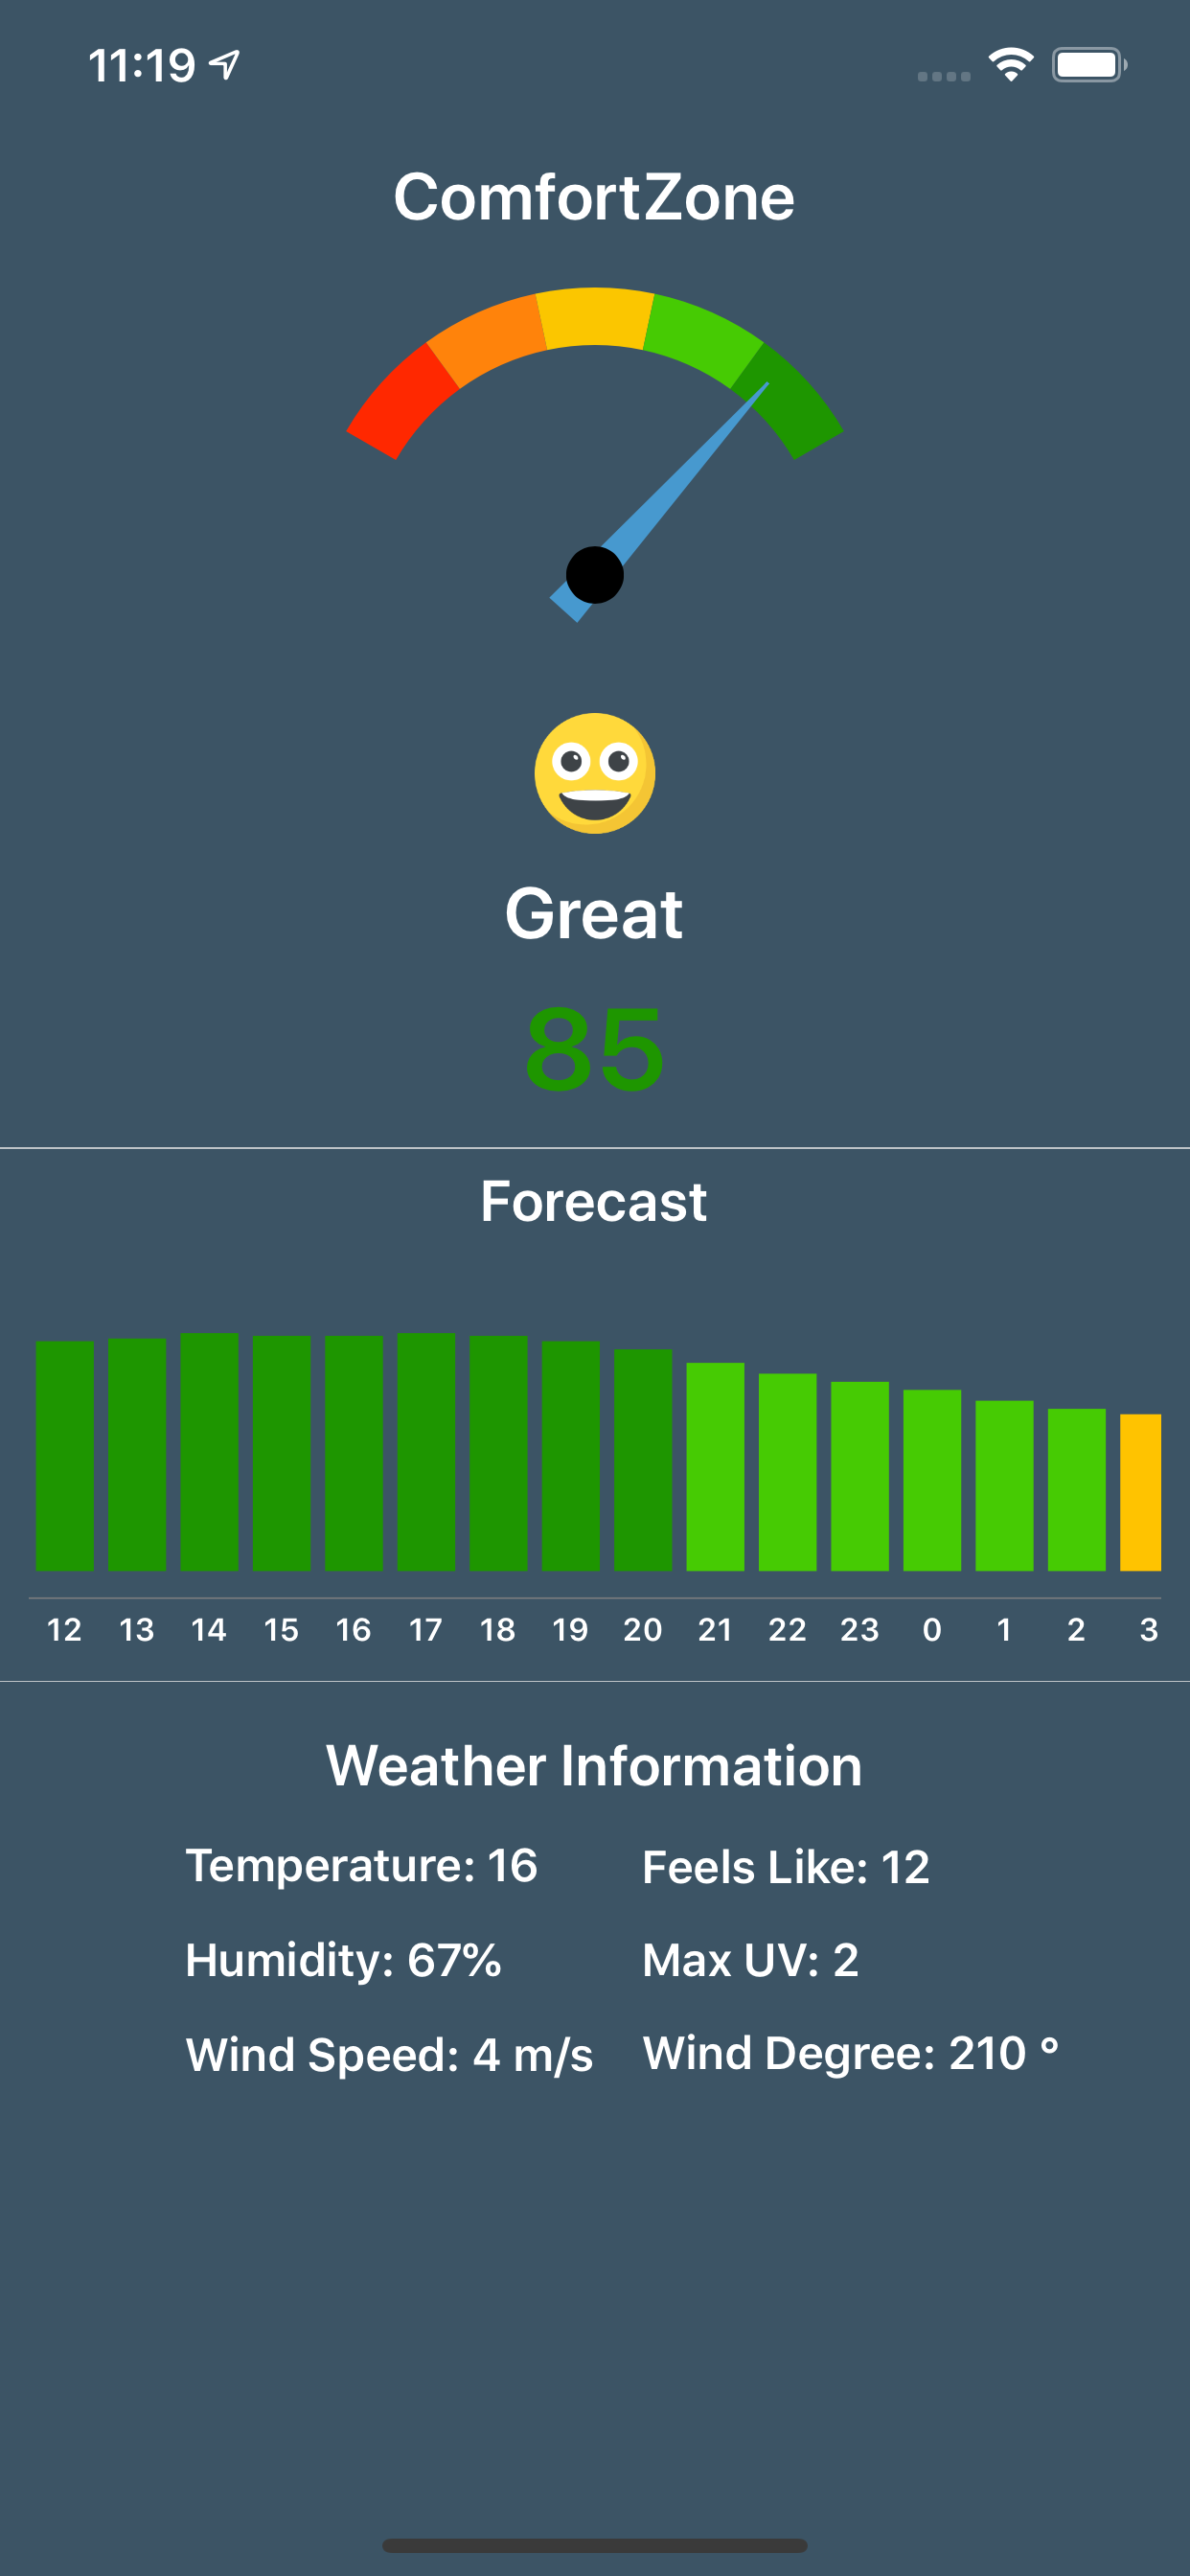 11:19
ComfortZone
Great
85
Forecast
12 13 14 15 16 17 18 19 20 21 22 23 0 1 2 3
Weather Information
Temperature: 16 Feels Like: 12
Humidity: 67% Max UV: 2
Wind Speed: 4 m/s Wind Degree: 210 °